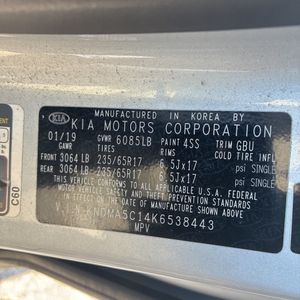 MANUFACTURED IN KOREA BY
KIA KIA MOTORS CORPORATION
01/19 GVWR 6085LB PAINT 4SS TRIM GBU
GAWR TIRES RIMS COLD TIRE INFL
FRONT 3064 LB 235/65R17 6.5Jx17 psi SINGLE
REAR 3064 LB 235/65R17 6.5Jx17 psi SINGLE
THIS VEHICLE CONFORMS TO ALL APPLICABLE U.S.A. FEDERAL
MOTOR VEHICLE SAFETY STANDARDS IN
EFFECT ON THE DATE OF MANUFACTURE SHOWN ABOVE.
V.I.N: KNDMA5C14K6538443
MPV
C60